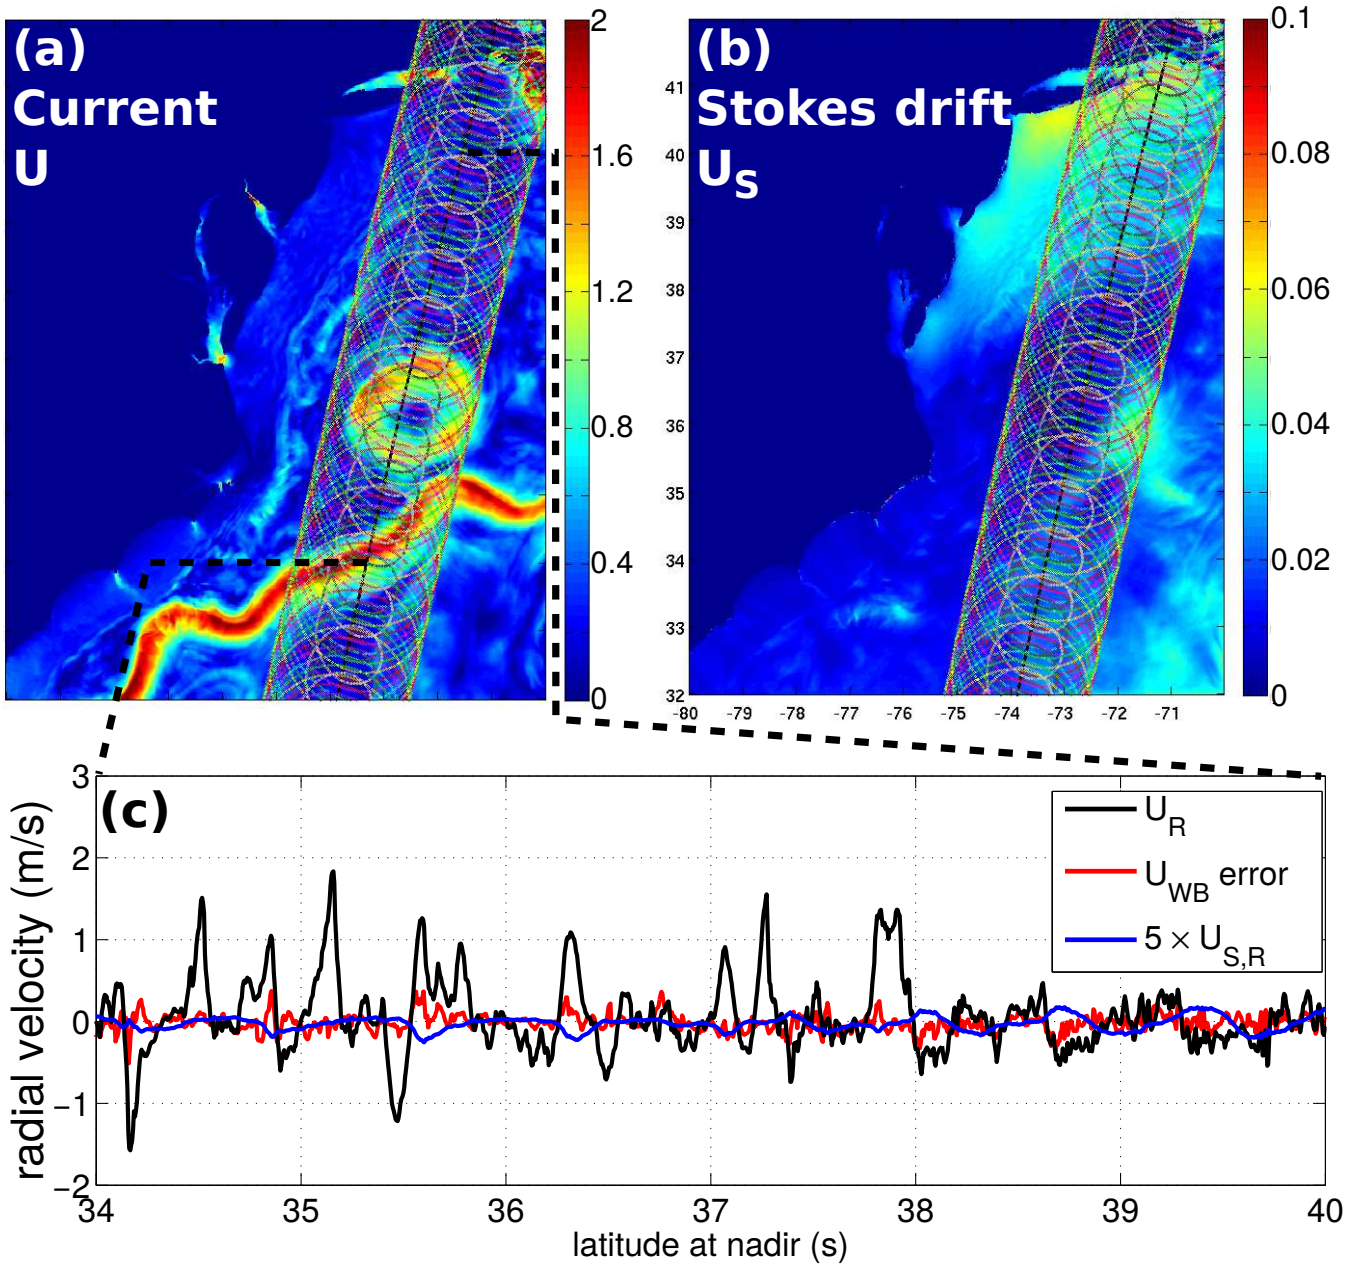 (a)
Current
U
2
1.6
1.2
0.8
0.4
0
(b)
Stokes drift
U_S
41
40
39
38
37
36
35
34
33
32
-80 -79 -78 -77 -76 -75 -74 -73 -72 -71
0.1
0.08
0.06
0.04
0.02
0
(c)
radial velocity (m/s)
3
2
1
0
−1
−2
34 35 36 37 38 39 40
latitude at nadir (s)
U_R
U_WB error
5 × U_S,R